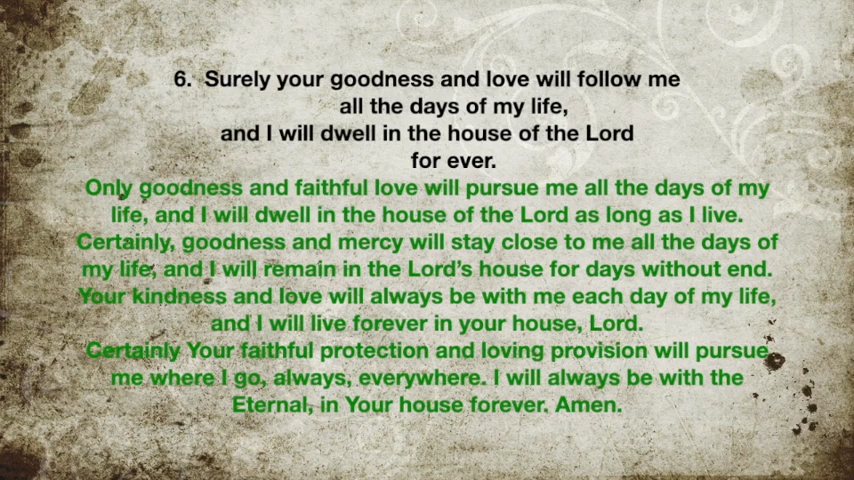 6. Surely your goodness and love will follow me
all the days of my life,
and I will dwell in the house of the Lord
for ever.
Only goodness and faithful love will pursue me all the days of my
life, and I will dwell in the house of the Lord as long as I live.
Certainly, goodness and mercy will stay close to me all the days of
my life, and I will remain in the Lord’s house for days without end.
Your kindness and love will always be with me each day of my life,
and I will live forever in your house, Lord.
Certainly Your faithful protection and loving provision will pursue
me where I go, always, everywhere. I will always be with the
Eternal, in Your house forever. Amen.